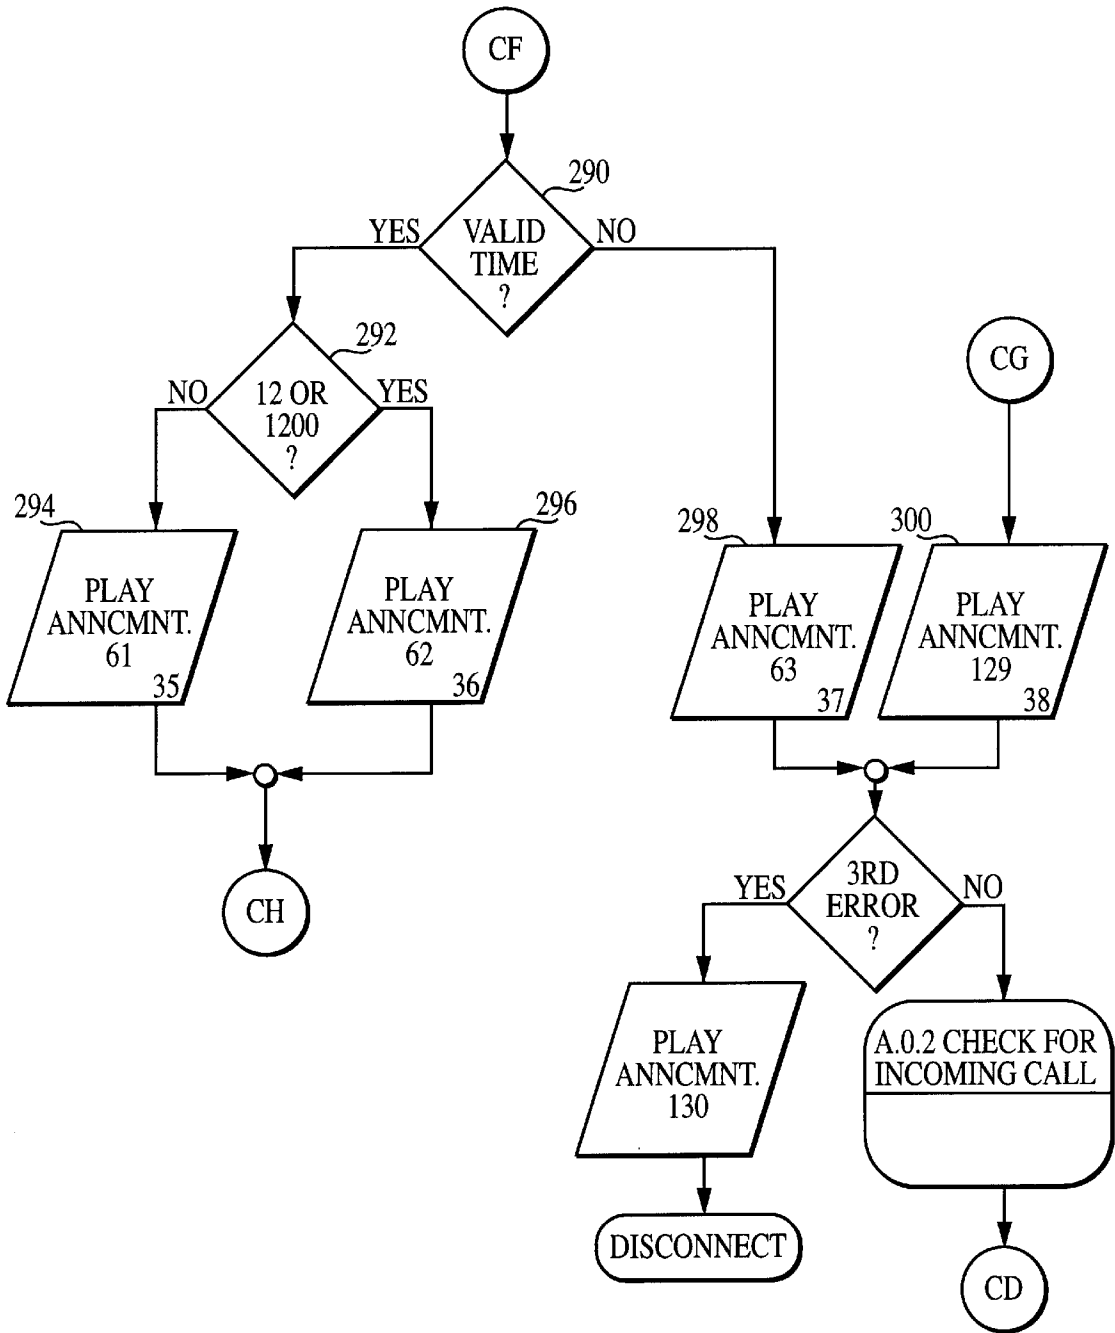 CF
290
YES
VALID
TIME
?
NO
292
NO
12 OR
1200
?
YES
CG
294
PLAY
ANNCMNT.
61
35
296
PLAY
ANNCMNT.
62
36
298
PLAY
ANNCMNT.
63
37
300
PLAY
ANNCMNT.
129
38
CH
YES
3RD
ERROR
?
NO
PLAY
ANNCMNT.
130
A.0.2 CHECK FOR
INCOMING CALL
DISCONNECT
CD